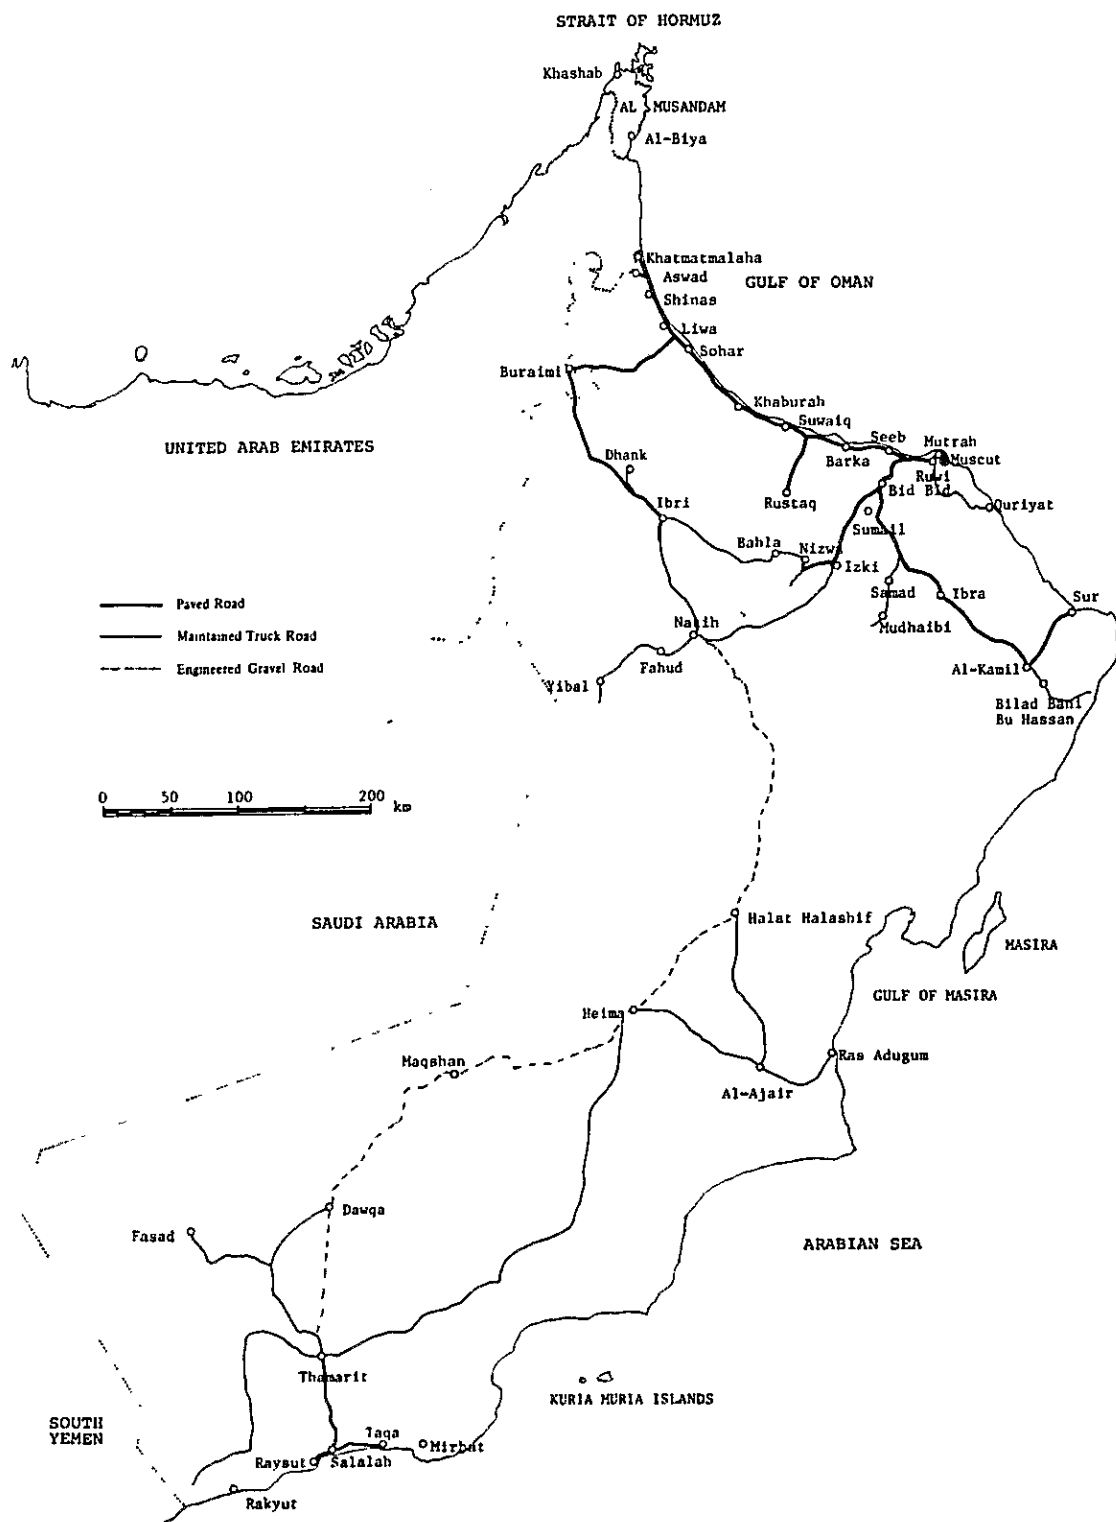 STRAIT OF HORMUZ
Khashab
AL MUSANDAM
Al-Biya
Khatmatmalaha
Aswad
GULF OF OMAN
Shinas
Liwa
Sohar
Buraimi
Khaburah
Suwaiq
UNITED ARAB EMIRATES
Seeb
Mutrah
Barka
Muscut
Dhank
Ruwi
Rustaq
Bid Bid
Ibri
Quriyat
Sumail
Bahla
Nizwa
Izki
Samad
Ibra
Sur
Paved Road
Mudhaibi
Maintained Truck Road
Natih
Fahud
Engineered Gravel Road
Al-Kamil
Yibal
Bilad Bani
Bu Hassan
0 50 100 200 km
SAUDI ARABIA
Halat Halashif
MASIRA
GULF OF MASIRA
Heima
Maqshan
Ras Adugum
Al-Ajair
Dawqa
Fasad
ARABIAN SEA
Thamarit
KURIA MURIA ISLANDS
SOUTH
YEMEN
Taqa
Mirbat
Raysut
Salalah
Rakyut